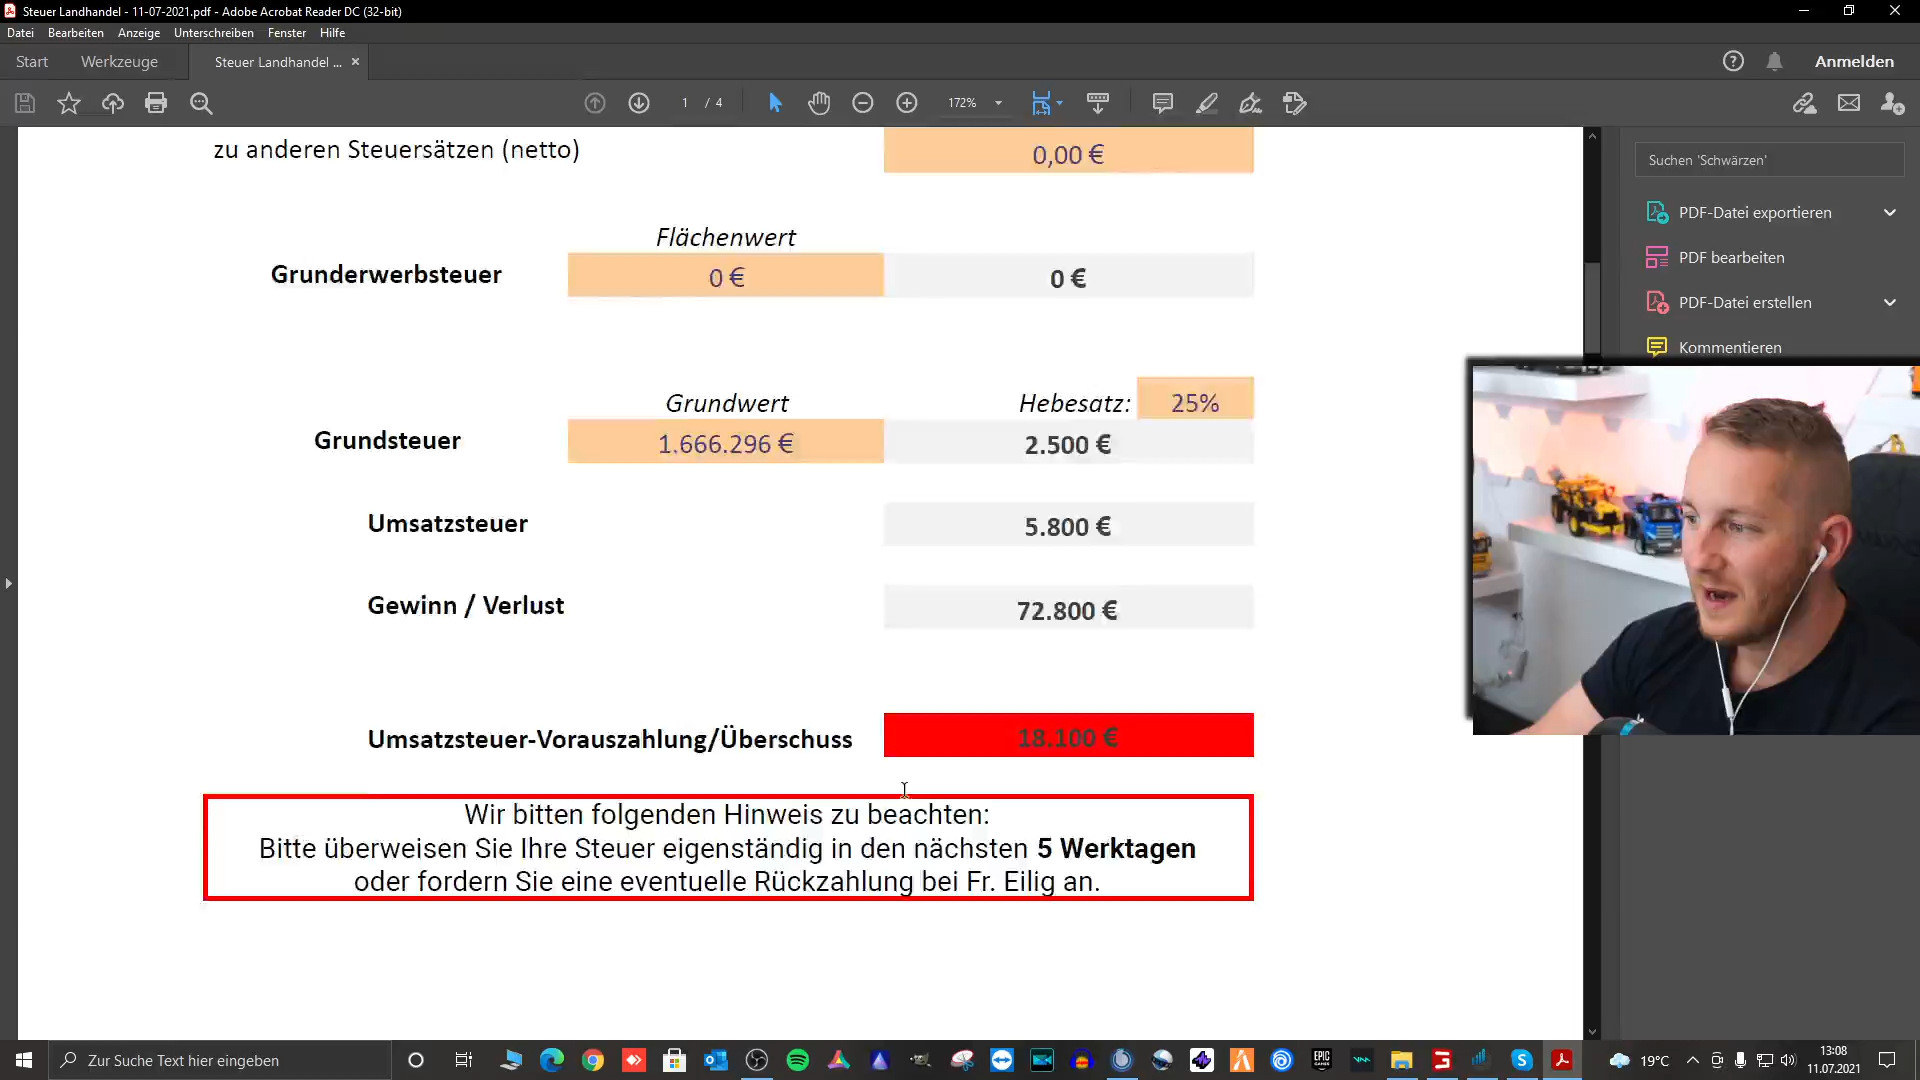 Steuer Landhandel - 11-07-2021.pdf - Adobe Acrobat Reader DC (32-bit)
Datei Bearbeiten Anzeige Unterschreiben Fenster Hilfe
Start Werkzeuge Steuer Landhandel ... × Anmelden
1 / 4 172%
zu anderen Steuersätzen (netto) 0,00 €
Flächenwert
Grunderwerbsteuer 0 € 0 €
Grundwert Hebesatz: 25%
Grundsteuer 1.666.296 € 2.500 €
Umsatzsteuer 5.800 €
Gewinn / Verlust 72.800 €
Umsatzsteuer-Vorauszahlung/Überschuss 18.100 €
Wir bitten folgenden Hinweis zu beachten:
Bitte überweisen Sie Ihre Steuer eigenständig in den nächsten 5 Werktagen
oder fordern Sie eine eventuelle Rückzahlung bei Fr. Eilig an.
Suchen 'Schwärzen'
PDF-Datei exportieren
PDF bearbeiten
PDF-Datei erstellen
Kommentieren
Zur Suche Text hier eingeben
EPIC
GAMES
19°C
13:08
11.07.2021